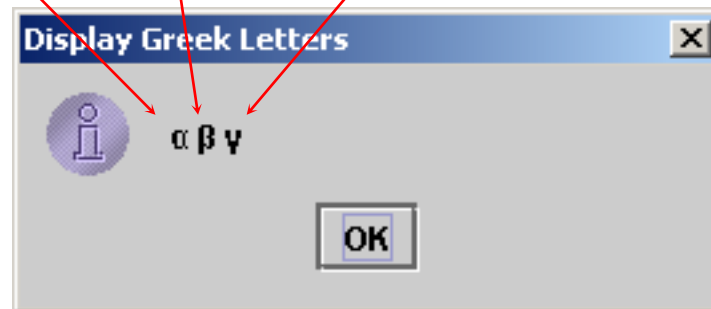 Display Greek Letters
α β γ
OK